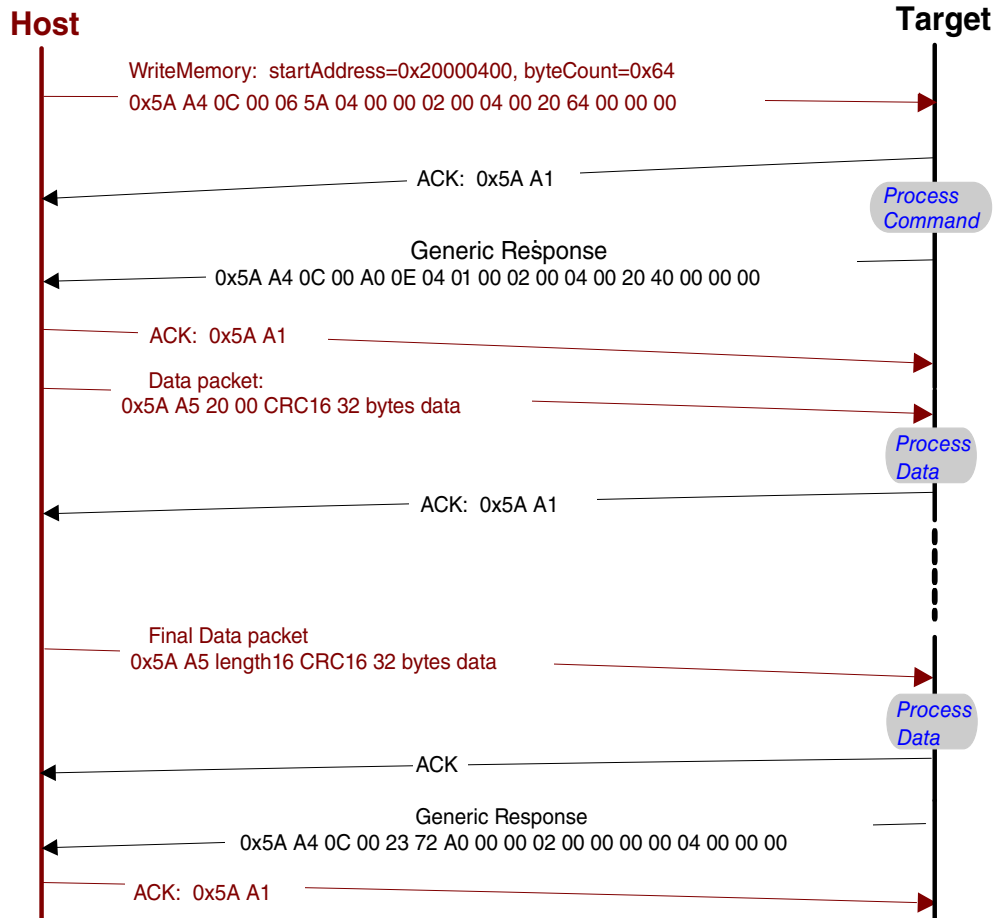 Host
Target
WriteMemory: startAddress=0x20000400, byteCount=0x64
0x5A A4 0C 00 06 5A 04 00 00 02 00 04 00 20 64 00 00 00
ACK: 0x5A A1
Process
Command
Generic Response
0x5A A4 0C 00 A0 0E 04 01 00 02 00 04 00 20 40 00 00 00
ACK: 0x5A A1
Data packet:
0x5A A5 20 00 CRC16 32 bytes data
Process
Data
ACK: 0x5A A1
Final Data packet
0x5A A5 length16 CRC16 32 bytes data
Process
Data
ACK
Generic Response
0x5A A4 0C 00 23 72 A0 00 00 02 00 00 00 00 04 00 00 00
ACK: 0x5A A1